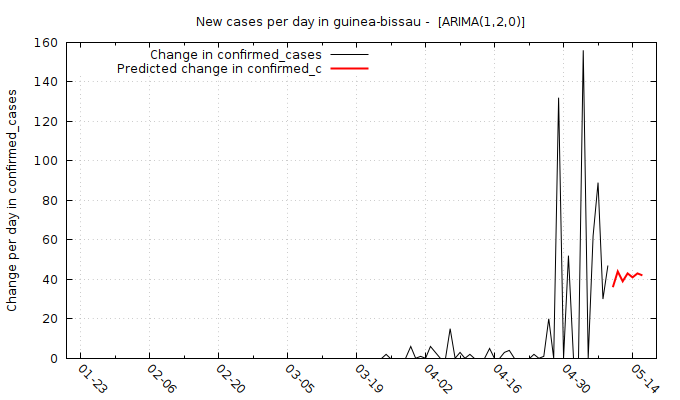 New cases per day in guinea-bissau -  [ARIMA(1,2,0)]
Change in confirmed_cases
Predicted change in confirmed_c
Change per day in confirmed_cases
160
140
120
100
80
60
40
20
0
01-23 02-06 02-20 03-05 03-19 04-02 04-16 04-30 05-14